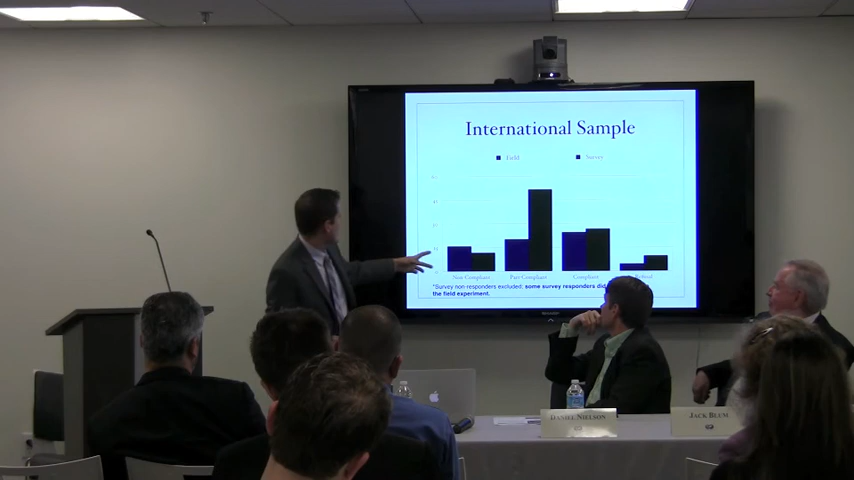 International Sample
Field
Survey
Non Compliant
Part Compliant
Compliant
Refusal
*Survey non-responders excluded; some survey responders did
the field experiment.
DANIEL NIELSON
JACK BLUM